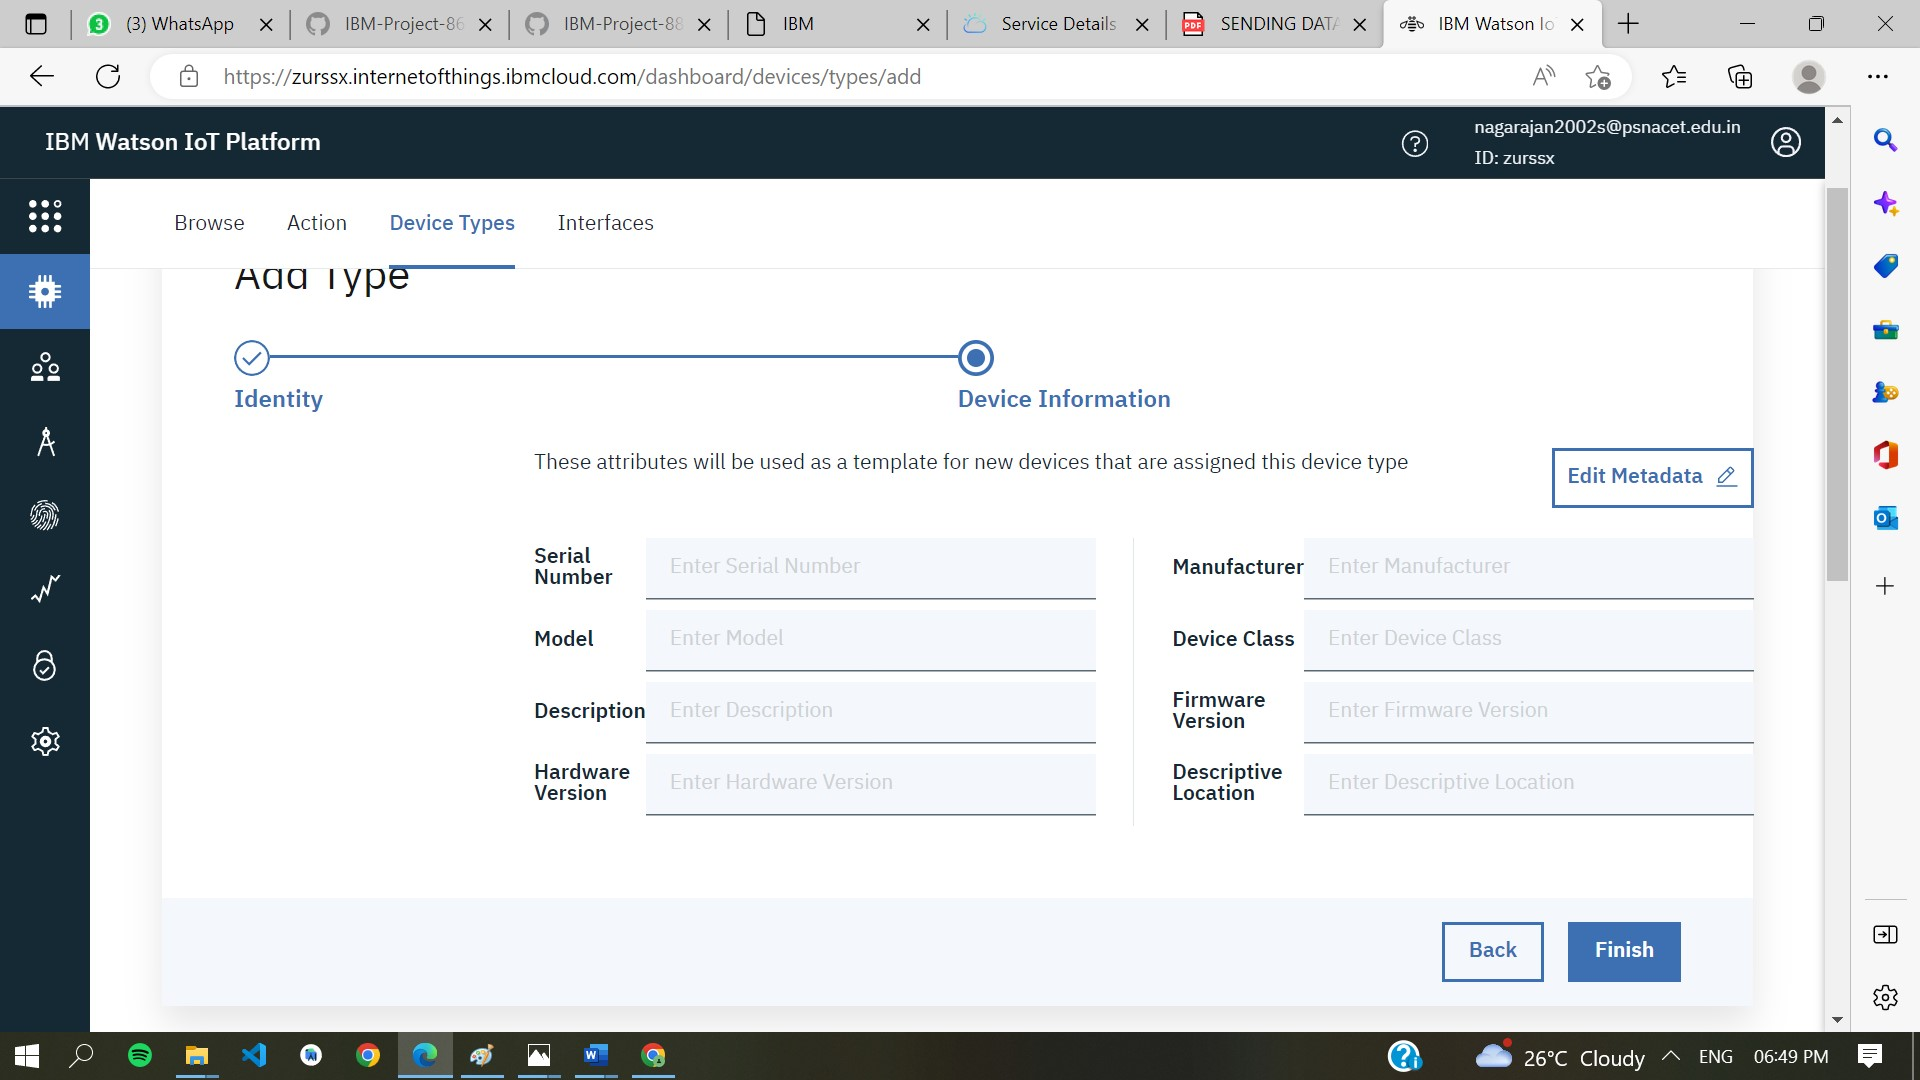 (3) WhatsApp
IBM-Project-86
IBM-Project-88
IBM
Service Details
PDF
SENDING DATA
IBM Watson Io
https://zurssx.internetofthings.ibmcloud.com/dashboard/devices/types/add
IBM Watson IoT Platform
nagarajan2002s@psnacet.edu.in
ID: zurssx
Browse
Action
Device Types
Interfaces
Add Type
Identity
Device Information
These attributes will be used as a template for new devices that are assigned this device type
Edit Metadata
Serial
Number
Enter Serial Number
Manufacturer
Enter Manufacturer
Model
Enter Model
Device Class
Enter Device Class
Description
Enter Description
Firmware
Version
Enter Firmware Version
Hardware
Version
Enter Hardware Version
Descriptive
Location
Enter Descriptive Location
Back
Finish
26°C Cloudy
ENG
06:49 PM